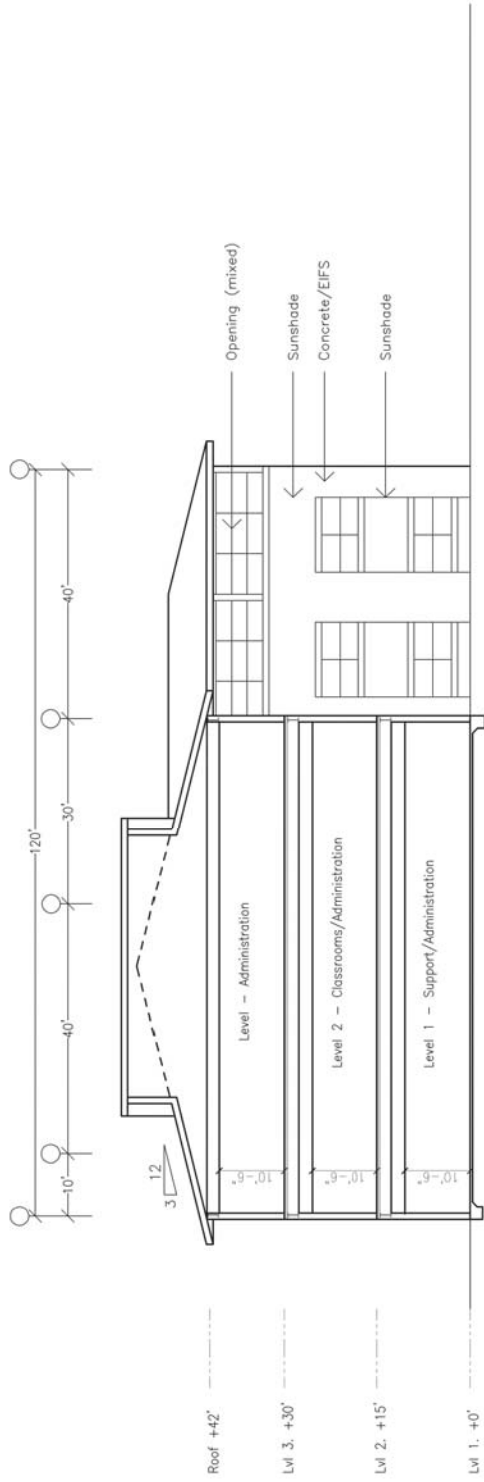 120'
10'
40'
30'
40'
3
12
Roof +42'
Lvl 3. +30'
Lvl 2. +15'
Lvl 1. +0'
10'-6"
10'-6"
10'-6"
Level - Administration
Level 2 - Classrooms/Administration
Level 1 - Support/Administration
Opening (mixed)
Sunshade
Concrete/EIFS
Sunshade